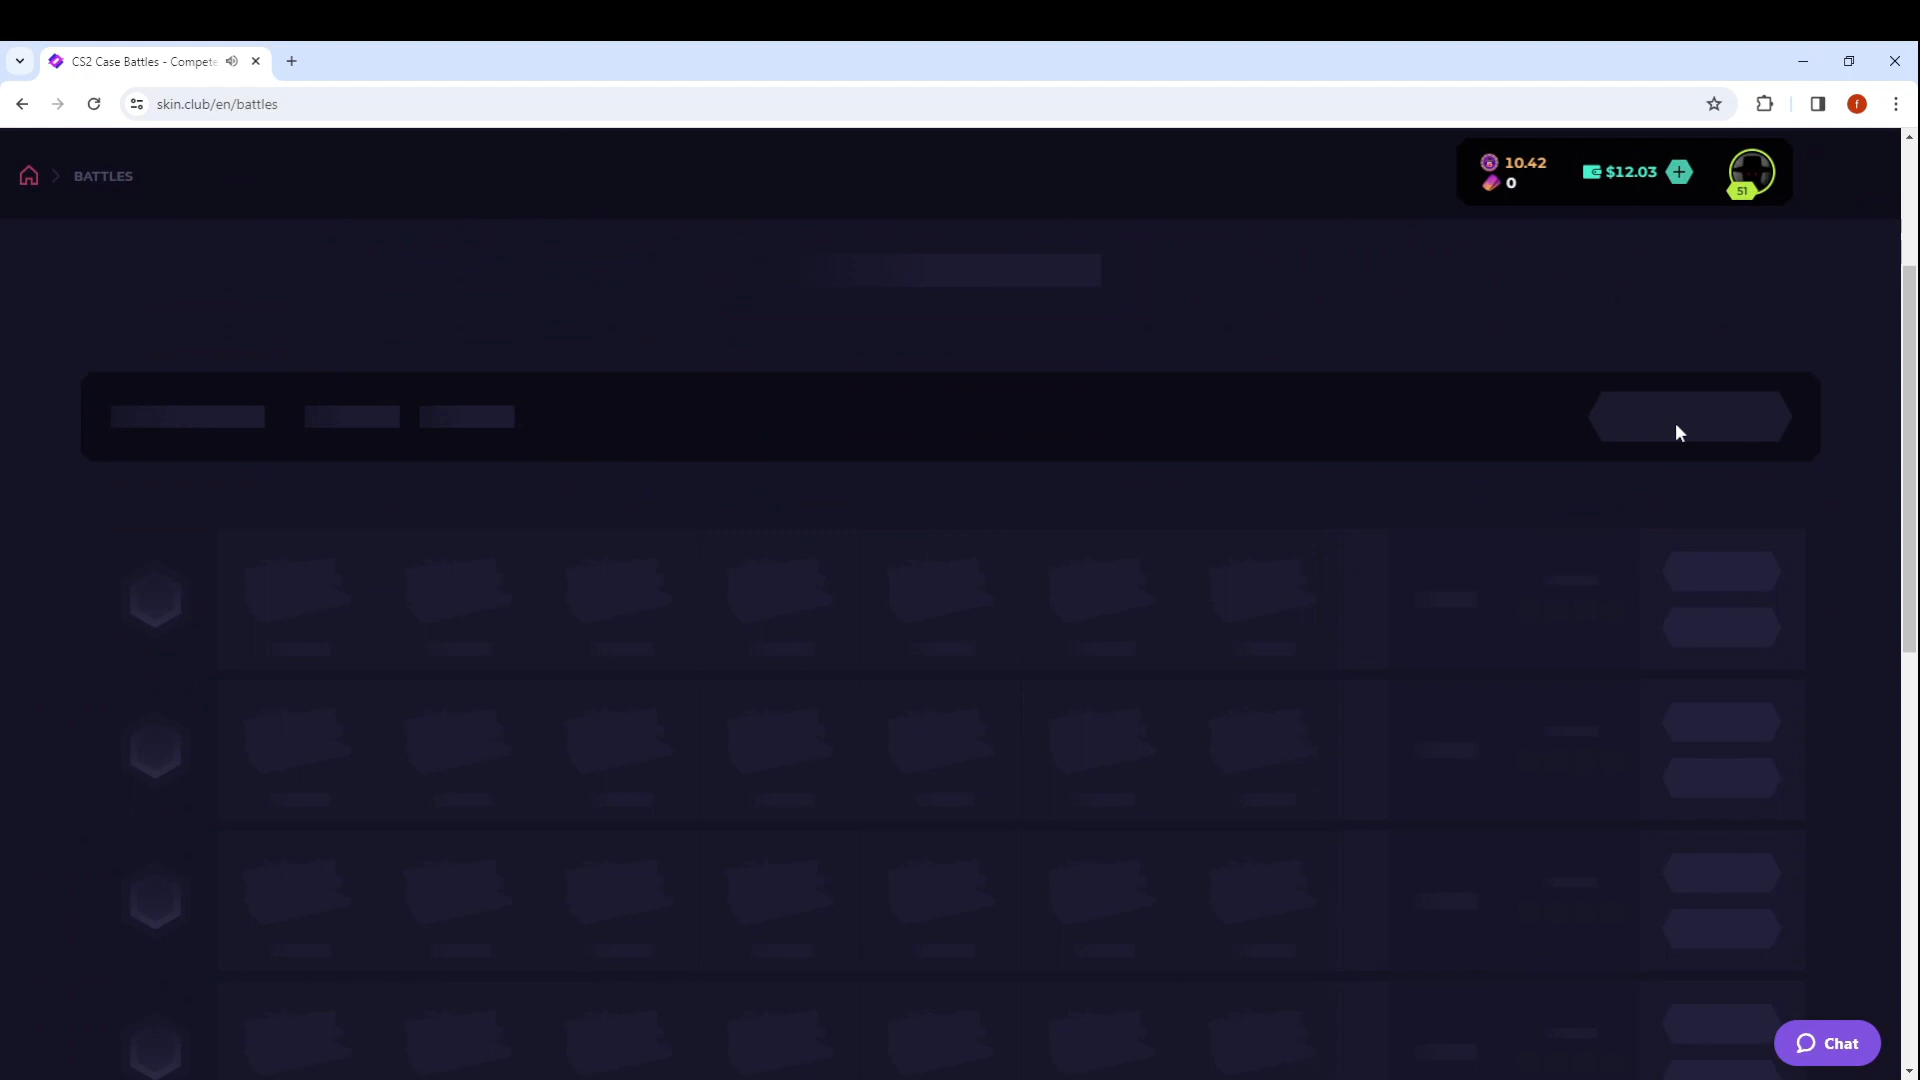 CS2 Case Battles - Compete
skin.club/en/battles
f
BATTLES
10.42
0
$12.03
51
Chat